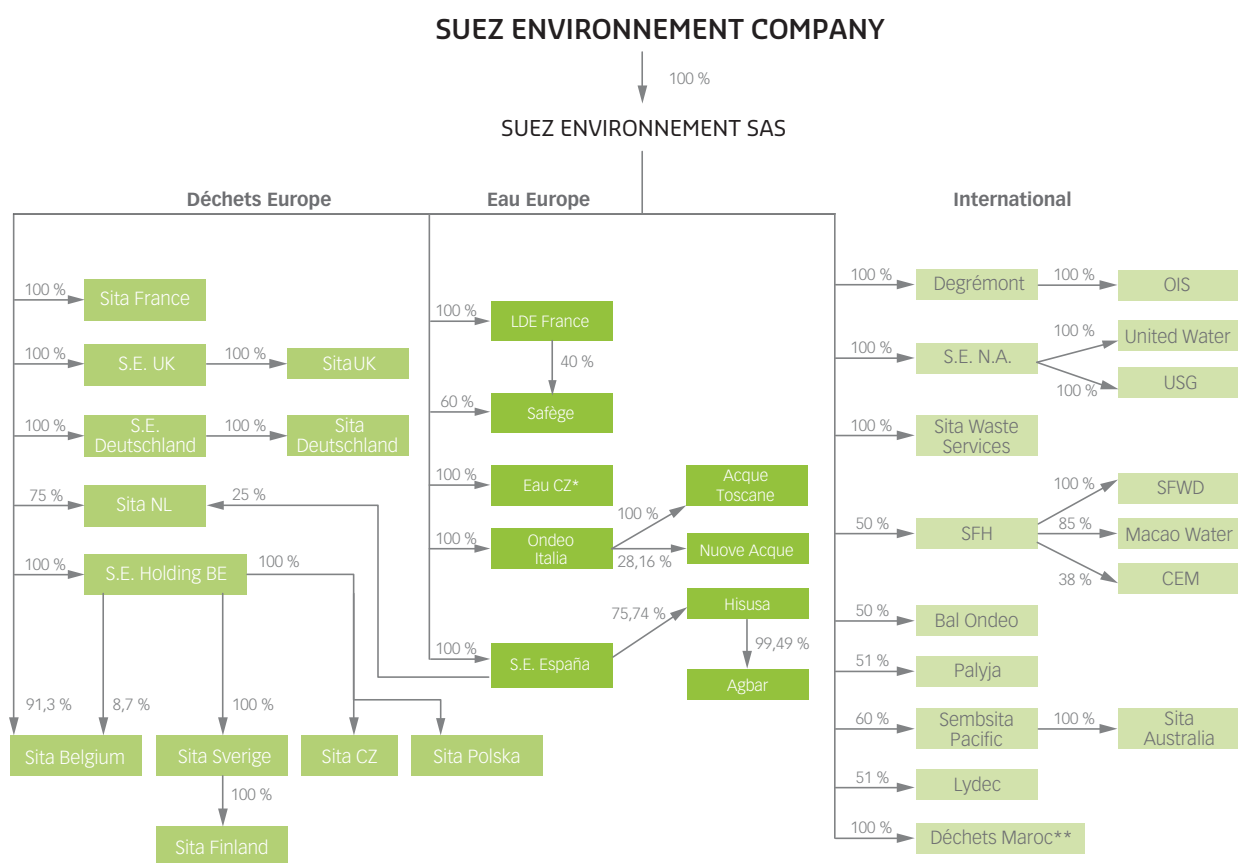 SUEZ ENVIRONNEMENT COMPANY
100 %
SUEZ ENVIRONNEMENT SAS
Déchets Europe
Eau Europe
International
100 %
Sita France
100 %
S.E. UK
100 %
SitaUK
100 %
S.E.
Deutschland
100 %
Sita
Deutschland
75 %
Sita NL
25 %
100 %
S.E. Holding BE
100 %
91,3 %
8,7 %
100 %
Sita Belgium
Sita Sverige
Sita CZ
Sita Polska
100 %
Sita Finland
100 %
LDE France
40 %
60 %
Safège
100 %
Eau CZ*
100 %
Ondeo
Italia
100 %
Acque
Toscane
28,16 %
Nuove Acque
100 %
S.E. España
75,74 %
Hisusa
99,49 %
Agbar
100 %
Degrémont
100 %
OIS
100 %
S.E. N.A.
100 %
United Water
100 %
USG
100 %
Sita Waste
Services
50 %
SFH
100 %
SFWD
85 %
Macao Water
38 %
CEM
50 %
Bal Ondeo
51 %
Palyja
60 %
Sembsita
Pacific
100 %
Sita
Australia
51 %
Lydec
100 %
Déchets Maroc**